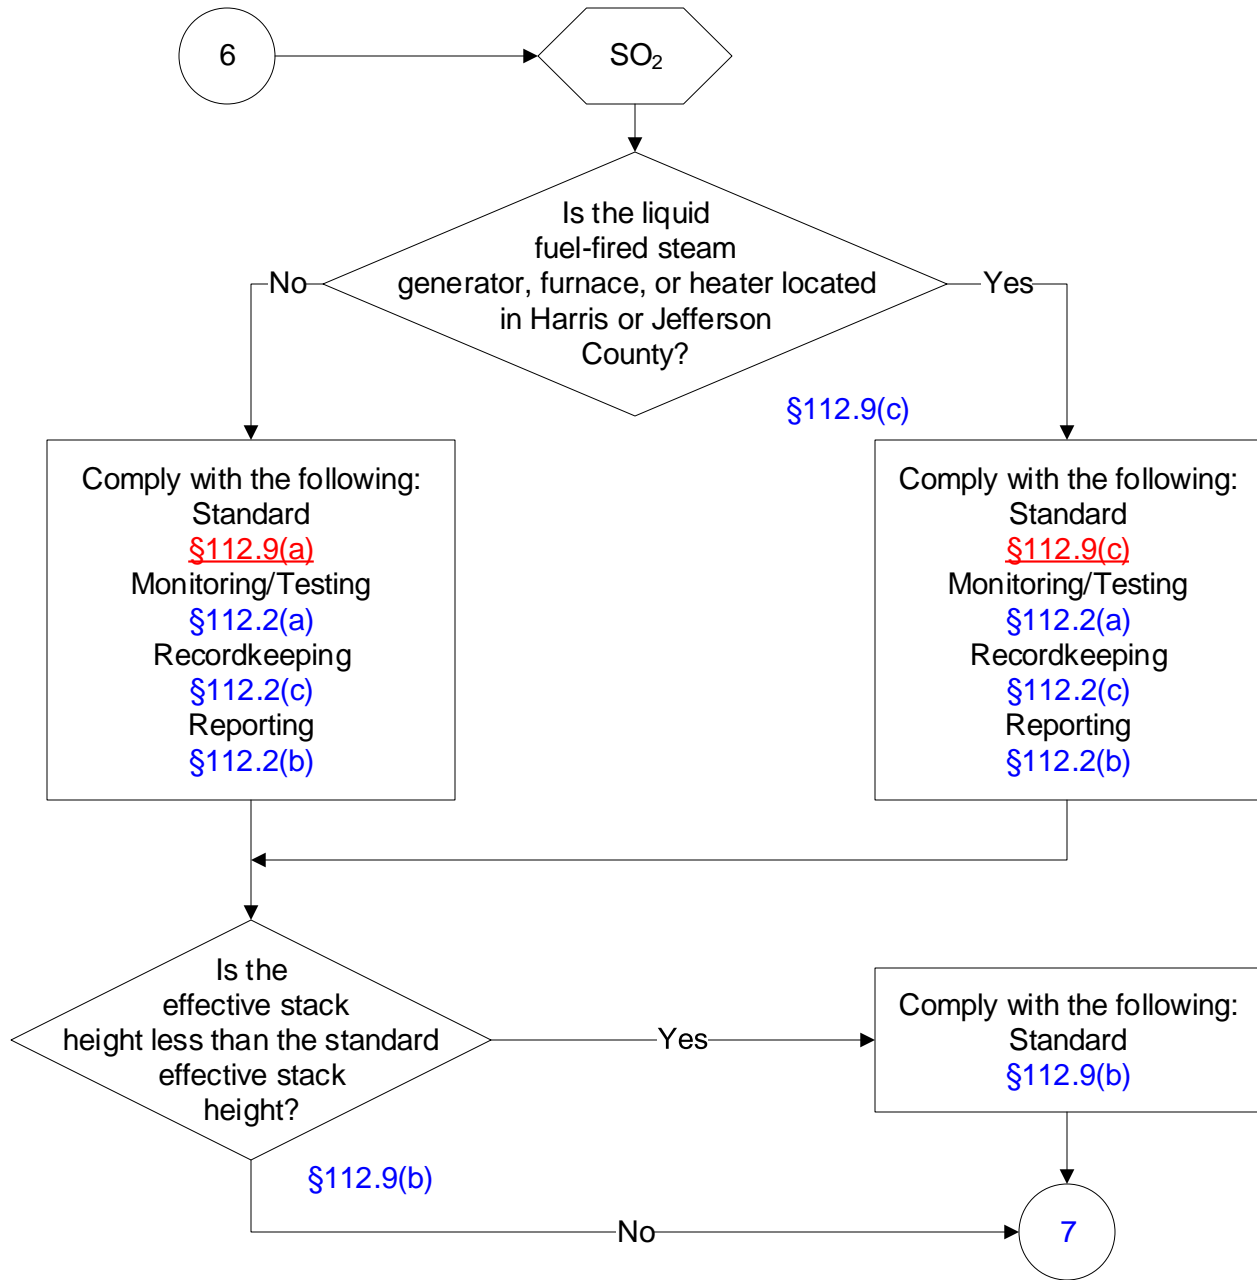 6
SO₂
Is the liquid
fuel-fired steam
generator, furnace, or heater located
in Harris or Jefferson
County?
No
Yes
§112.9(c)
Comply with the following:
Standard
§112.9(a)
Monitoring/Testing
§112.2(a)
Recordkeeping
§112.2(c)
Reporting
§112.2(b)
Comply with the following:
Standard
§112.9(c)
Monitoring/Testing
§112.2(a)
Recordkeeping
§112.2(c)
Reporting
§112.2(b)
Is the
effective stack
height less than the standard
effective stack
height?
Yes
§112.9(b)
Comply with the following:
Standard
§112.9(b)
No
7